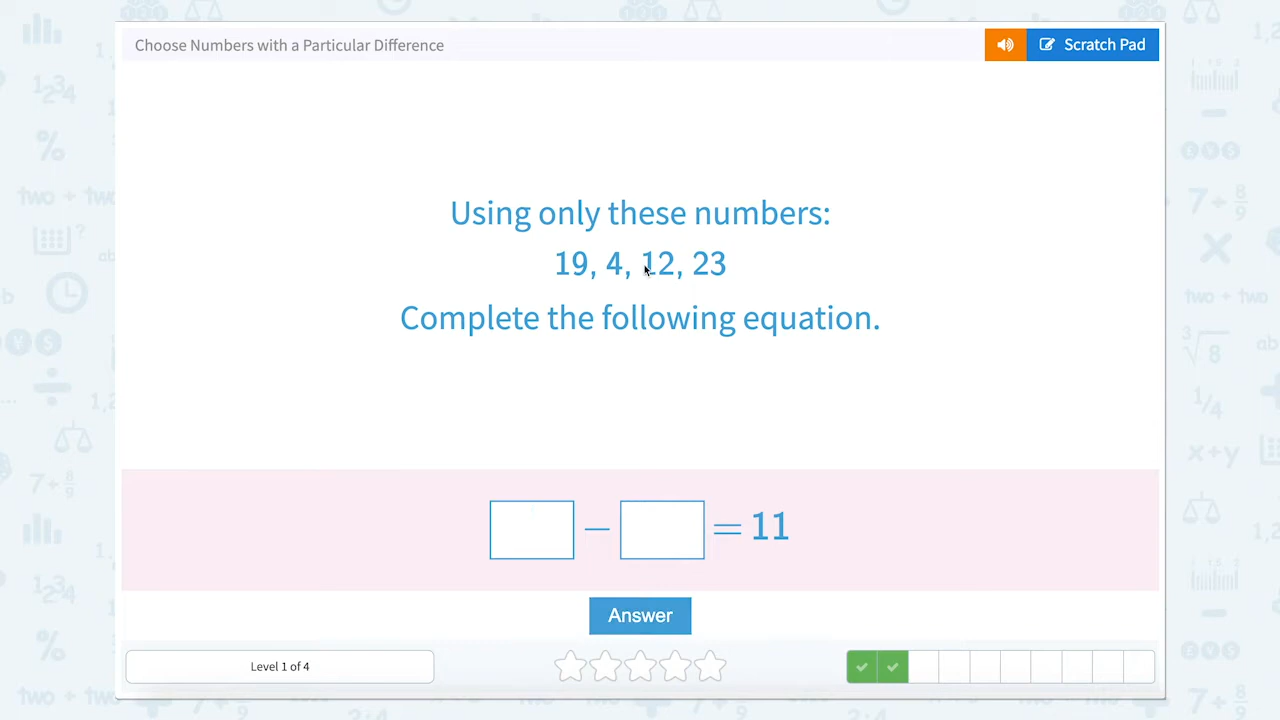 Choose Numbers with a Particular Difference
Scratch Pad
Using only these numbers:
19, 4, 12, 23
Complete the following equation.
− = 11
Answer
Level 1 of 4